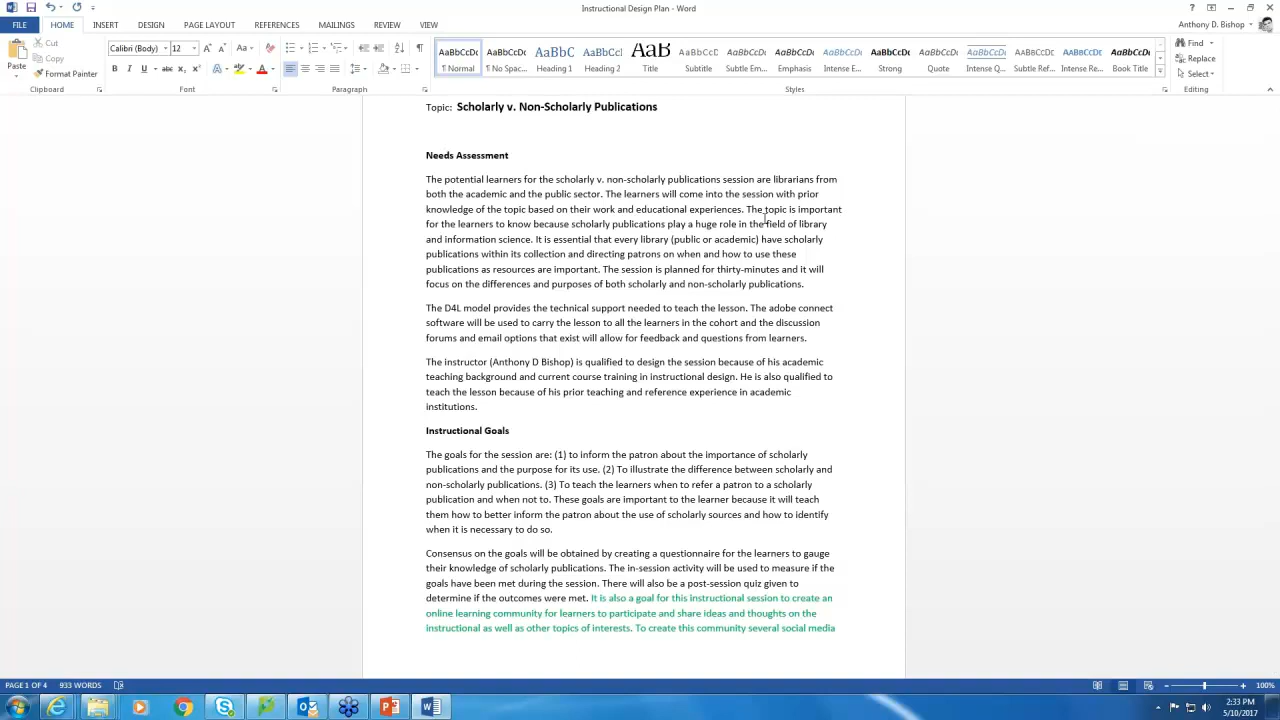 Instructional Design Plan - Word
FILE HOME INSERT DESIGN PAGE LAYOUT REFERENCES MAILINGS REVIEW VIEW Anthony D. Bishop
Paste
Cut
Copy
Format Painter
Clipboard
Calibri (Body) 12
Font
Paragraph
AaBbCcDc AaBbCcDc AaBbC AaBbCcl AaB AaBbCcDc AaBbCcDc AaBbCcDc AaBbCcDc AaBbCcDc AaBbCcDc AaBbCcDc AaBbCcDc AaBbCcDc AaBbCcDc
¶ Normal ¶ No Spac... Heading 1 Heading 2 Title Subtitle Subtle Em... Emphasis Intense E... Strong Quote Intense Q... Subtle Ref... Intense Re... Book Title
Styles
Find
Replace
Select
Editing
Topic: Scholarly v. Non-Scholarly Publications
Needs Assessment
The potential learners for the scholarly v. non-scholarly publications session are librarians from
both the academic and the public sector. The learners will come into the session with prior
knowledge of the topic based on their work and educational experiences. The topic is important
for the learners to know because scholarly publications play a huge role in the field of library
and information science. It is essential that every library (public or academic) have scholarly
publications within its collection and directing patrons on when and how to use these
publications as resources are important. The session is planned for thirty-minutes and it will
focus on the differences and purposes of both scholarly and non-scholarly publications.
The D4L model provides the technical support needed to teach the lesson. The adobe connect
software will be used to carry the lesson to all the learners in the cohort and the discussion
forums and email options that exist will allow for feedback and questions from learners.
The instructor (Anthony D Bishop) is qualified to design the session because of his academic
teaching background and current course training in instructional design. He is also qualified to
teach the lesson because of his prior teaching and reference experience in academic
institutions.
Instructional Goals
The goals for the session are: (1) to inform the patron about the importance of scholarly
publications and the purpose for its use. (2) To illustrate the difference between scholarly and
non-scholarly publications. (3) To teach the learners when to refer a patron to a scholarly
publication and when not to. These goals are important to the learner because it will teach
them how to better inform the patron about the use of scholarly sources and how to identify
when it is necessary to do so.
Consensus on the goals will be obtained by creating a questionnaire for the learners to gauge
their knowledge of scholarly publications. The in-session activity will be used to measure if the
goals have been met during the session. There will also be a post-session quiz given to
determine if the outcomes were met. It is also a goal for this instructional session to create an
online learning community for learners to participate and share ideas and thoughts on the
instructional as well as other topics of interests. To create this community several social media
PAGE 1 OF 4 933 WORDS 100%
2:33 PM
5/10/2017